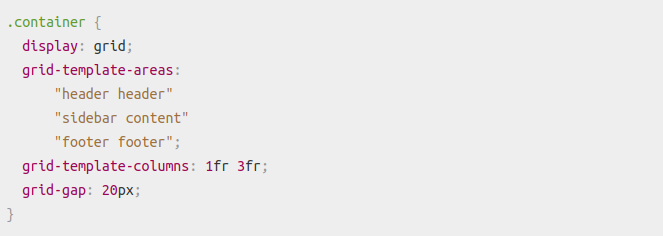 .container {
  display: grid;
  grid-template-areas:
      "header header"
      "sidebar content"
      "footer footer";
  grid-template-columns: 1fr 3fr;
  grid-gap: 20px;
}